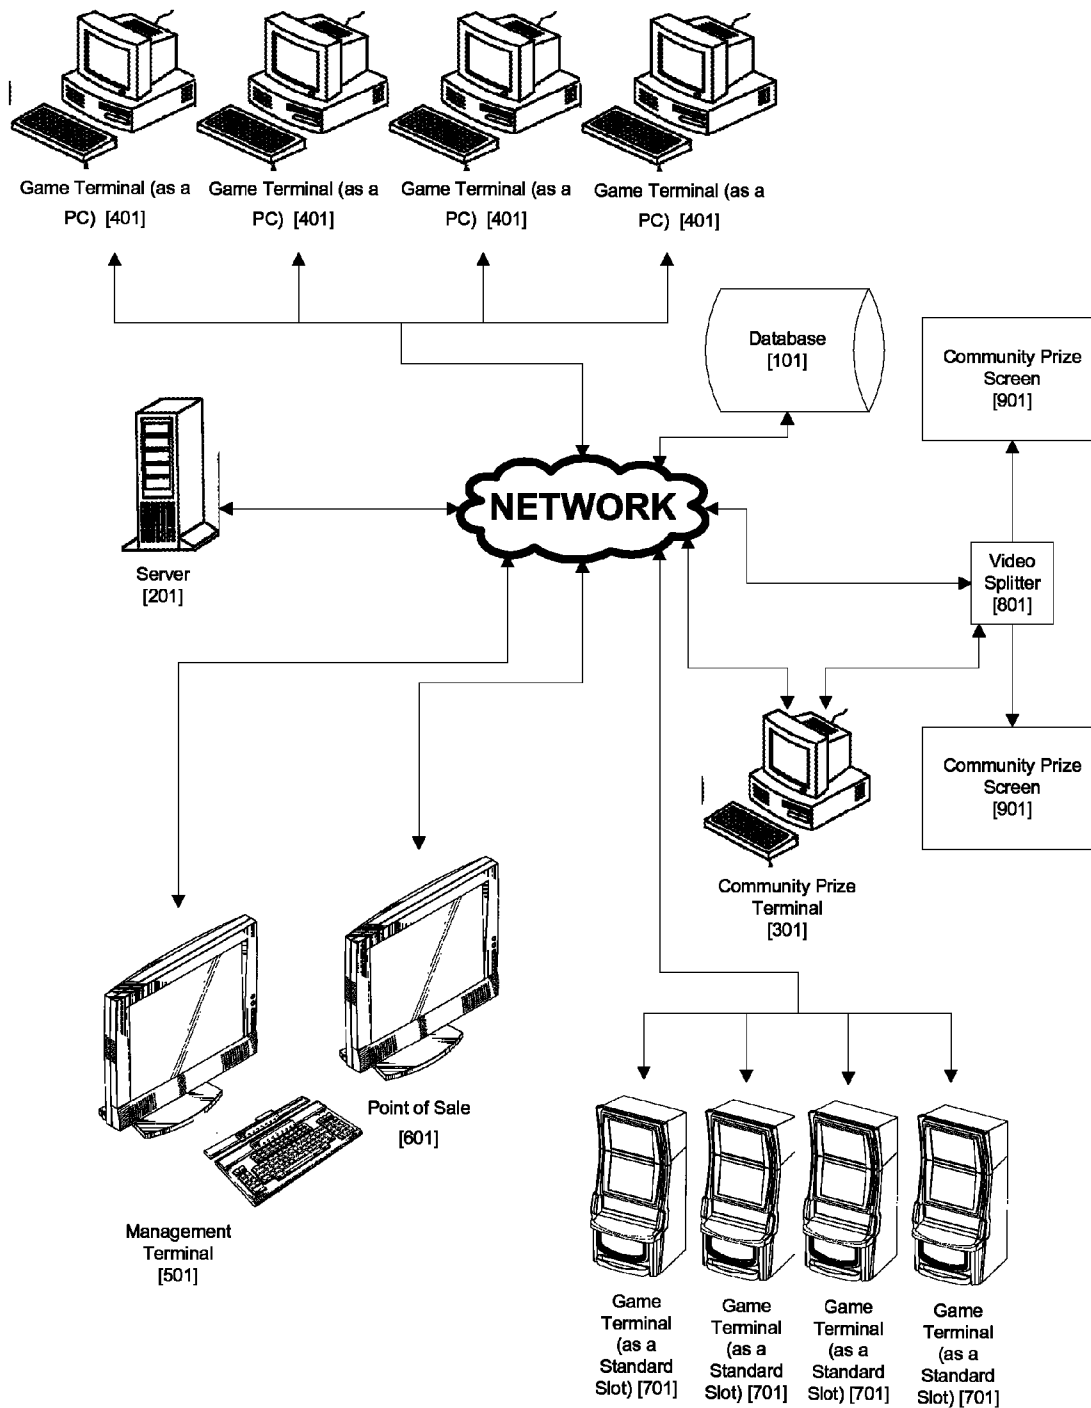 Game Terminal (as a
PC) [401]
Game Terminal (as a
PC) [401]
Game Terminal (as a
PC) [401]
Game Terminal (as a
PC) [401]
Database
[101]
Community Prize
Screen
[901]
NETWORK
Server
[201]
Video
Splitter
[801]
Community Prize
Screen
[901]
Community Prize
Terminal
[301]
Point of Sale
[601]
Management
Terminal
[501]
Game
Terminal
(as a
Standard
Slot) [701]
Game
Terminal
(as a
Standard
Slot) [701]
Game
Terminal
(as a
Standard
Slot) [701]
Game
Terminal
(as a
Standard
Slot) [701]